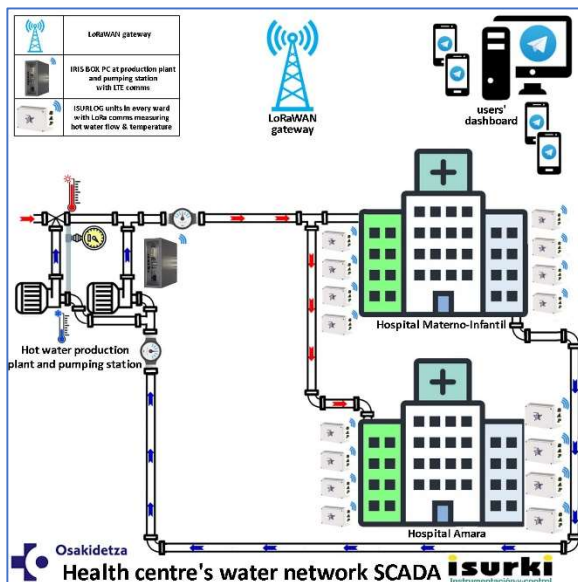 LoRaWAN gateway
IRIS BOX PC at production plant
and pumping station
with LTE comms
ISURLOG units in every ward
with LoRa comms measuring
hot water flow & temperature
LoRaWAN
gateway
users'
dashboard
Hospital Materno-Infantil
Hot water production
plant and pumping station
Hospital Amara
Osakidetza
Health centre's water network SCADA
isurki
Instrumentación y control